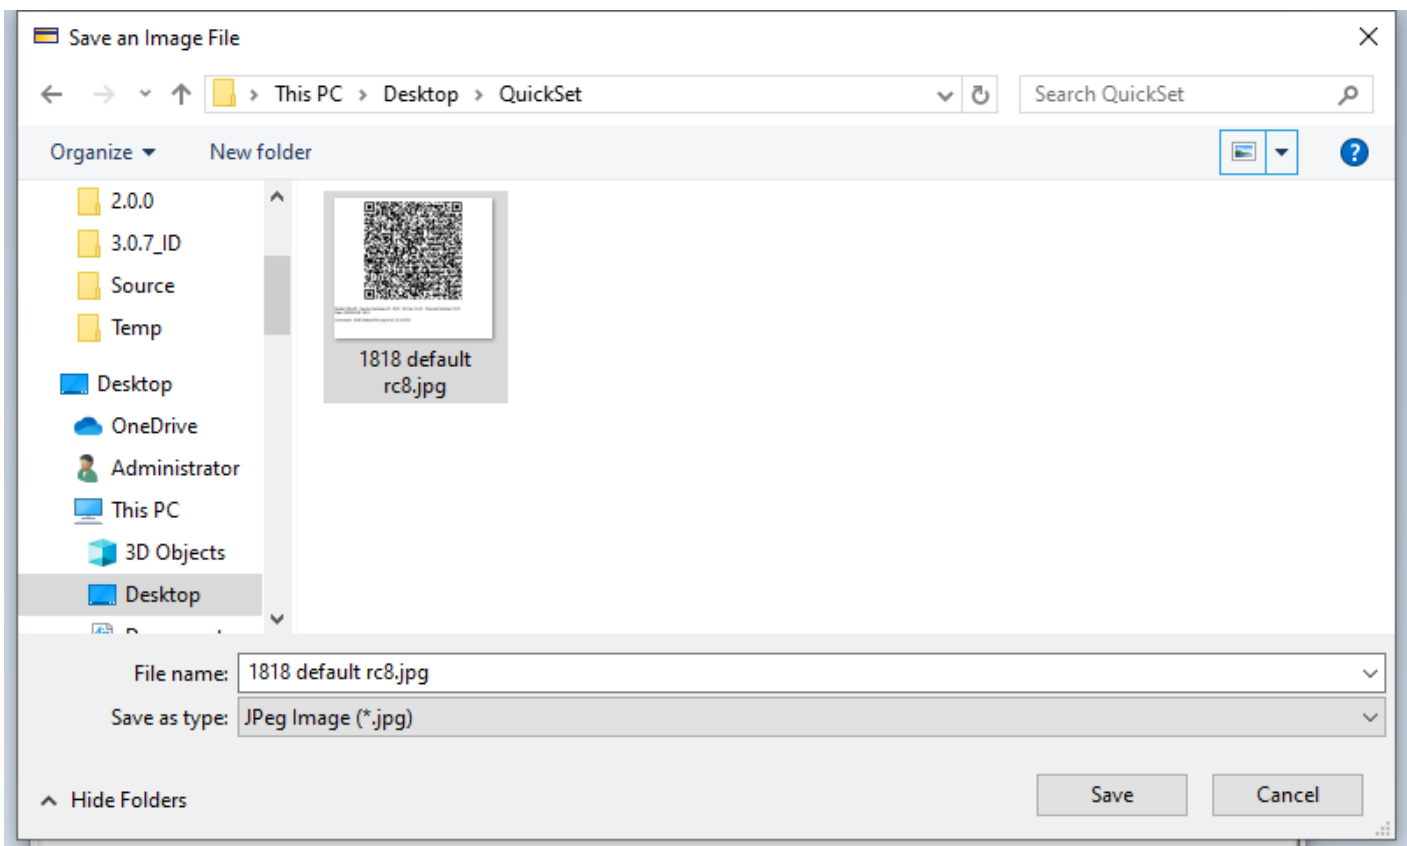 Save an Image File
This PC > Desktop > QuickSet
Search QuickSet
Organize
New folder
2.0.0
3.0.7_ID
Source
Temp
Desktop
OneDrive
Administrator
This PC
3D Objects
Desktop
1818 default
rc8.jpg
File name: 1818 default rc8.jpg
Save as type: JPeg Image (*.jpg)
Hide Folders
Save
Cancel